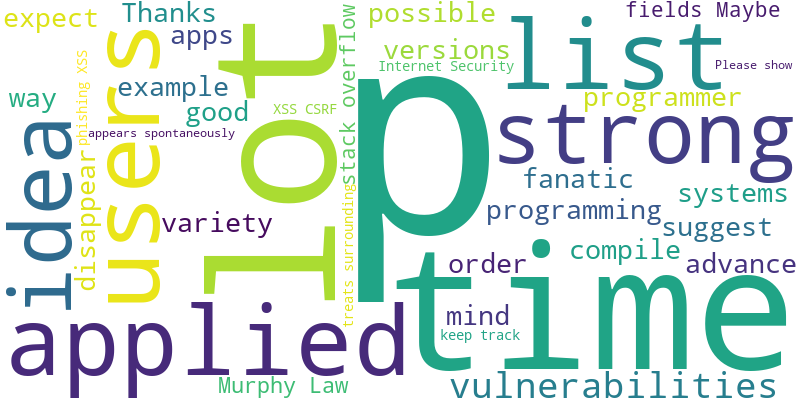 expect
Thanks
apps
possible
versions
Internet Security
fields Maybe
Please show
list
programmer
way
example
good
XSS CSRF
appears spontaneously
phishing XSS
users
idea
disappear
variety
lot
stack overflow
treats surrounding
p
strong
fanatic
systems
programming
suggest
compile
order
advance
time
mind
keep track
applied
Murphy Law
vulnerabilities